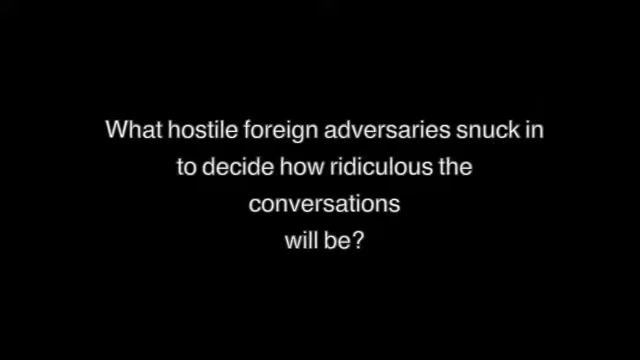 What hostile foreign adversaries snuck in
to decide how ridiculous the
conversations
will be?